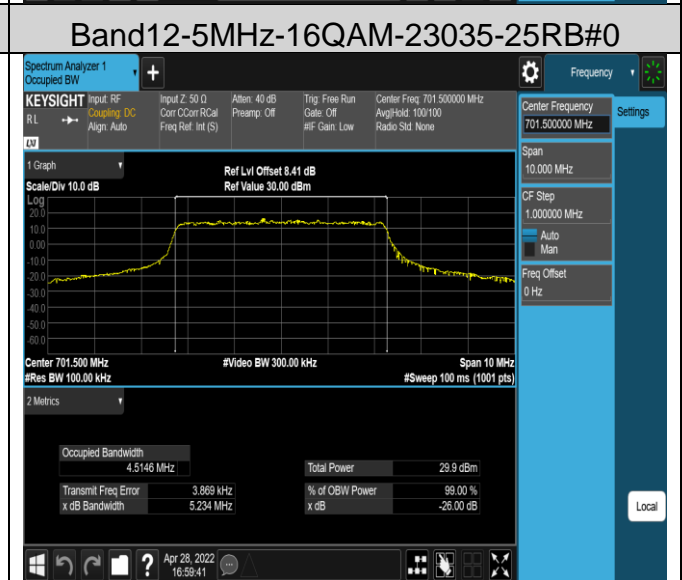 Band12-5MHz-16QAM-23035-25RB#0
Spectrum Analyzer 1
Occupied BW
+
Frequency
KEYSIGHT
Input: RF
Coupling: DC
Align: Auto
Input Z: 50 Ω
Corr CCorr RCal
Freq Ref: Int (S)
Atten: 40 dB
Preamp: Off
Trig: Free Run
Gate: Off
#IF Gain: Low
Center Freq: 701.500000 MHz
Avg|Hold: 100/100
Radio Std: None
RL
LXI
Center Frequency
701.500000 MHz
Settings
Span
10.000 MHz
CF Step
1.000000 MHz
Auto
Man
Freq Offset
0 Hz
1 Graph
Scale/Div 10.0 dB
Ref Lvl Offset 8.41 dB
Ref Value 30.00 dBm
Log
20.0
10.0
0.00
-10.0
-20.0
-30.0
-40.0
-50.0
-60.0
Center 701.500 MHz
#Video BW 300.00 kHz
Span 10 MHz
#Res BW 100.00 kHz
#Sweep 100 ms (1001 pts)
2 Metrics
Occupied Bandwidth
4.5146 MHz
Total Power 29.9 dBm
Transmit Freq Error 3.869 kHz
% of OBW Power 99.00 %
x dB Bandwidth 5.234 MHz
x dB -26.00 dB
Local
?
Apr 28, 2022
16:59:41